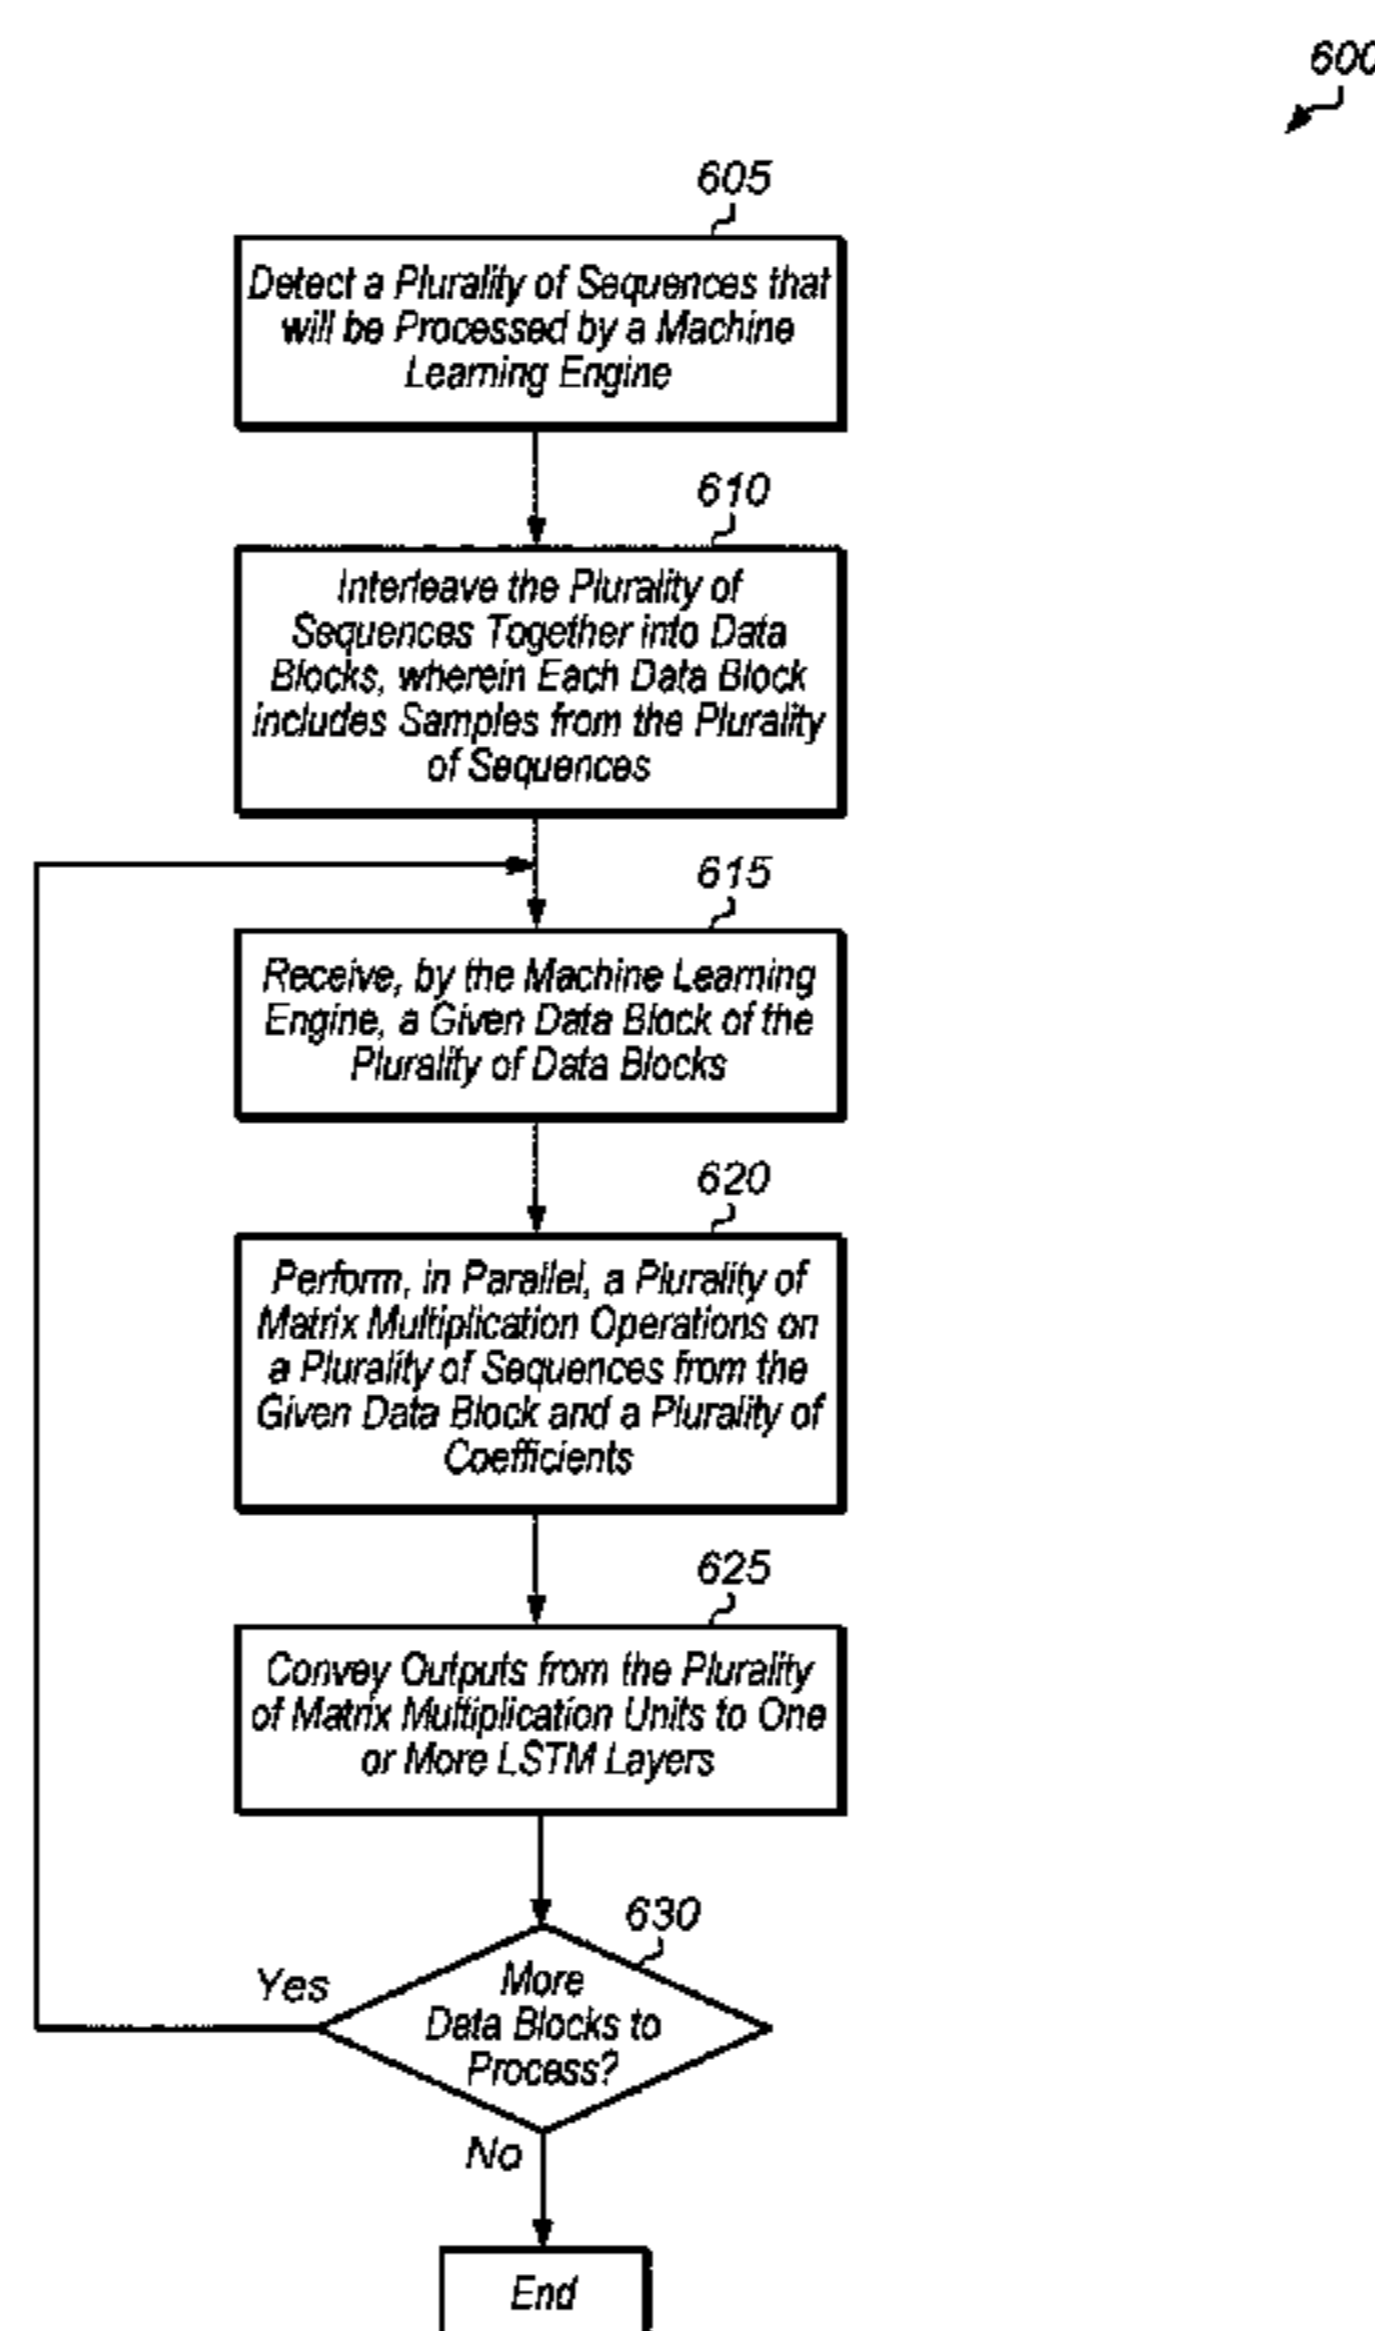 600
605
Detect a Plurality of Sequences that
will be Processed by a Machine
Learning Engine
610
Interleave the Plurality of
Sequences Together into Data
Blocks, wherein Each Data Block
includes Samples from the Plurality
of Sequences
615
Receive, by the Machine Learning
Engine, a Given Data Block of the
Plurality of Data Blocks
620
Perform, in Parallel, a Plurality of
Matrix Multiplication Operations on
a Plurality of Sequences from the
Given Data Block and a Plurality of
Coefficients
625
Convey Outputs from the Plurality
of Matrix Multiplication Units to One
or More LSTM Layers
630
Yes
More
Data Blocks to
Process?
No
End